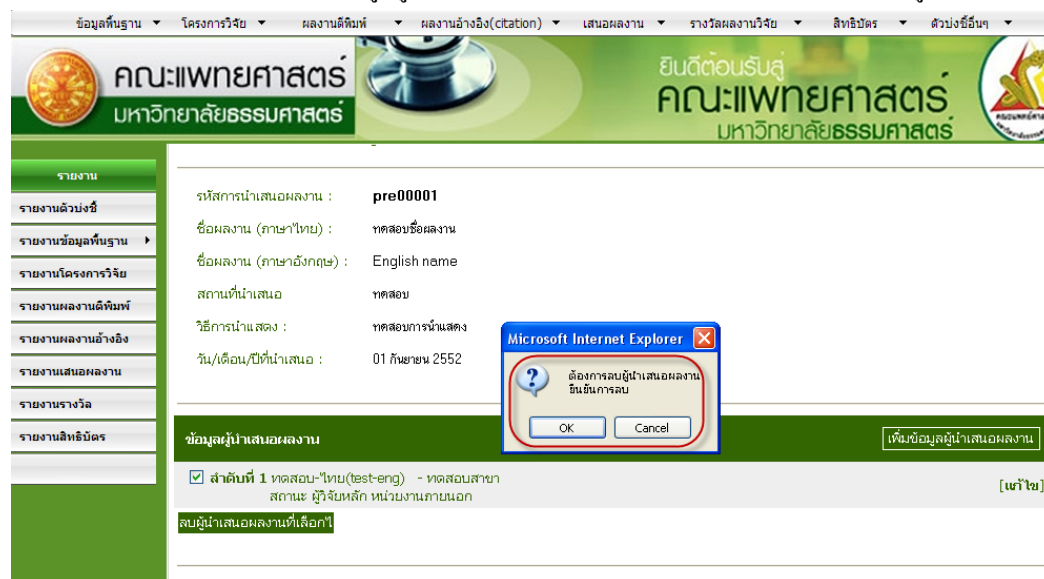 ข้อมูลพื้นฐาน โครงการวิจัย ผลงานตีพิมพ์ ผลงานอ้างอิง(citation) เสนอผลงาน รางวัลผลงานวิจัย สิทธิบัตร ตัวบ่งชี้อื่นๆ
คณะแพทยศาสตร์
มหาวิทยาลัยธรรมศาสตร์
ยินดีต้อนรับสู่
คณะแพทยศาสตร์
มหาวิทยาลัยธรรมศาสตร์
รายงาน
รายงานตัวบ่งชี้
รายงานข้อมูลพื้นฐาน
รายงานโครงการวิจัย
รายงานผลงานตีพิมพ์
รายงานผลงานอ้างอิง
รายงานเสนอผลงาน
รายงานรางวัล
รายงานสิทธิบัตร
รหัสการนำเสนอผลงาน : pre00001
ชื่อผลงาน (ภาษาไทย) : ทดสอบชื่อผลงาน
ชื่อผลงาน (ภาษาอังกฤษ) : English name
สถานที่นำเสนอ ทดสอบ
วิธีการนำแสดง : ทดสอบการนำแสดง
วัน/เดือน/ปีที่นำเสนอ : 01 กันยายน 2552
Microsoft Internet Explorer
ต้องการลบผู้นำเสนอผลงาน
ยืนยันการลบ
OK Cancel
ข้อมูลผู้นำเสนอผลงาน เพิ่มข้อมูลผู้นำเสนอผลงาน
ลำดับที่ 1 ทดสอบ-ไทย(test-eng) - ทดสอบสาขา
สถานะ ผู้วิจัยหลัก หน่วยงานภายนอก
[แก้ไข]
ลบผู้นำเสนอผลงานที่เลือกไ